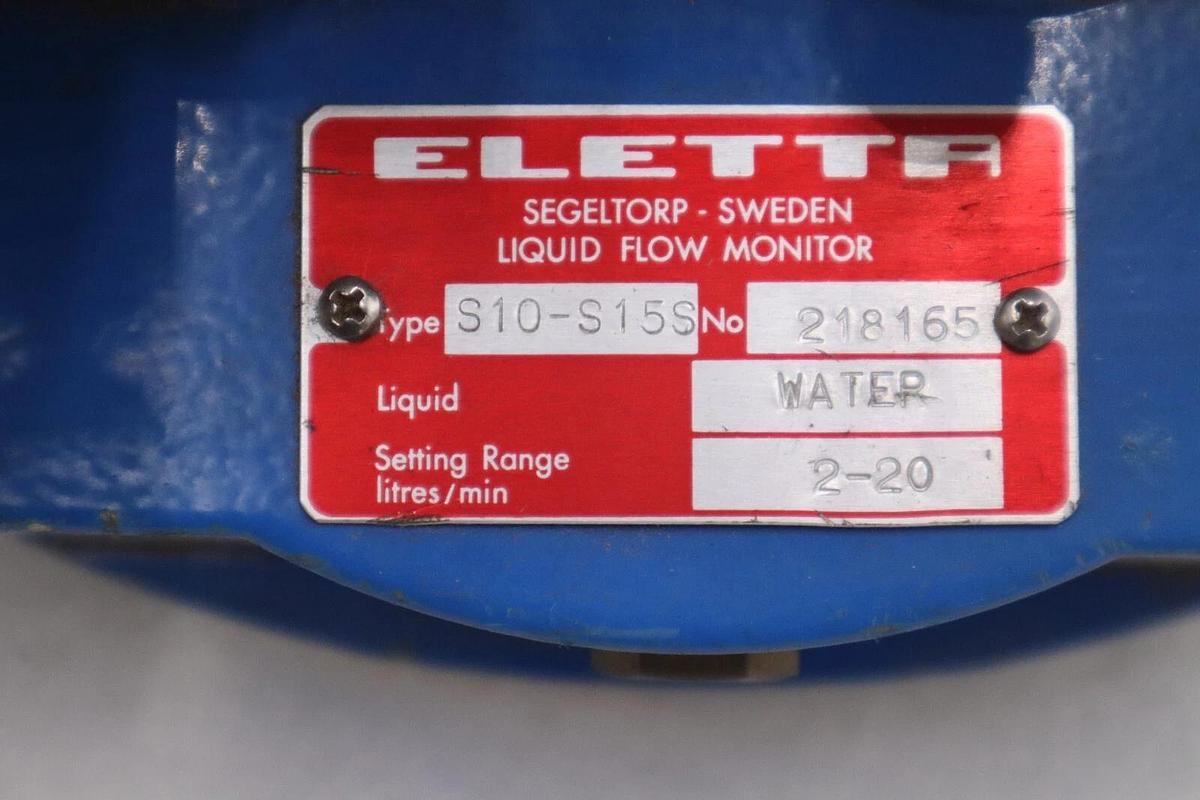 ELETTA
SEGELTORP - SWEDEN
LIQUID FLOW MONITOR
Type S10-S15S No 218165
Liquid WATER
Setting Range
litres/min 2-20